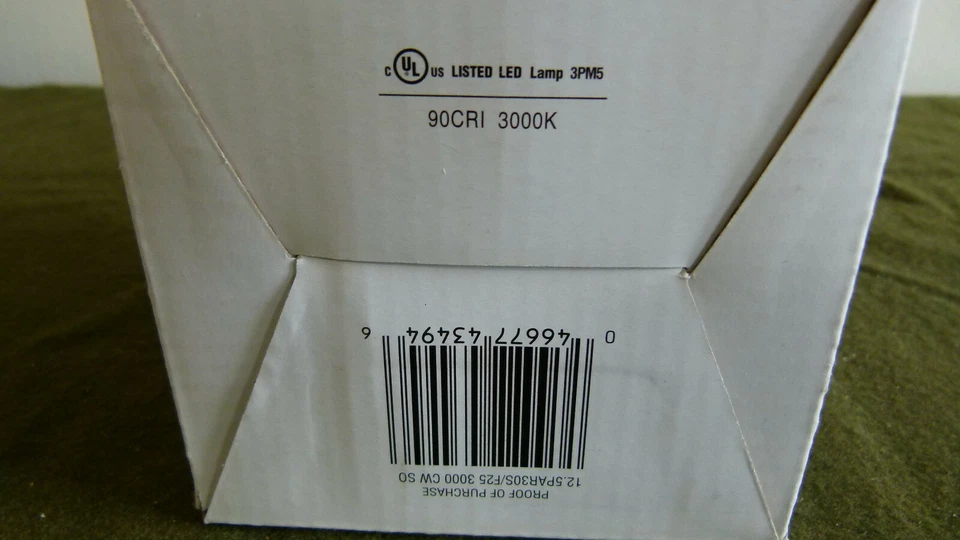 c UL US LISTED LED Lamp 3PM5
90CRI 3000K
PROOF OF PURCHASE
12.5PAR30S/F25 3000 CW SO
0 46677 43494 6